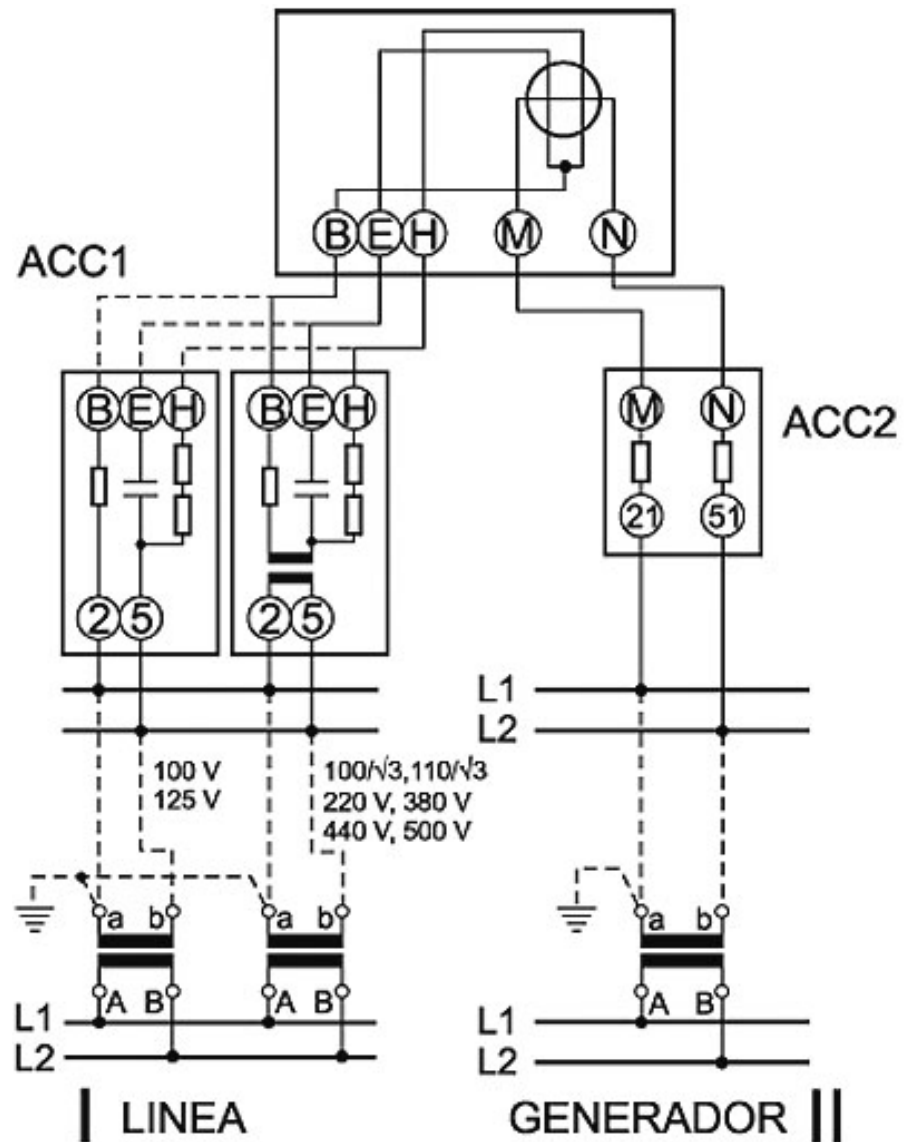 B E H M N
ACC1
B E H B E H M N
ACC2
21 51
2 5 2 5
L1
L2
100 V 100/√3,110/√3
125 V 220 V, 380 V
440 V, 500 V
a b a b a b
A B A B A B
L1 L1
L2 L2
I LINEA GENERADOR II